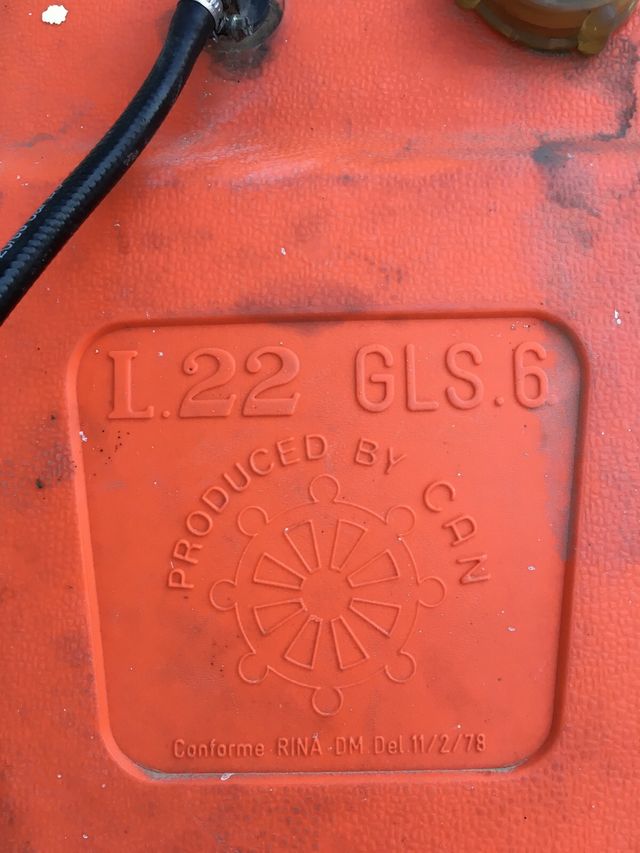 L.22 GLS.6
PRODUCED BY CAN
Conforme RINA - DM. Del. 11/2/78